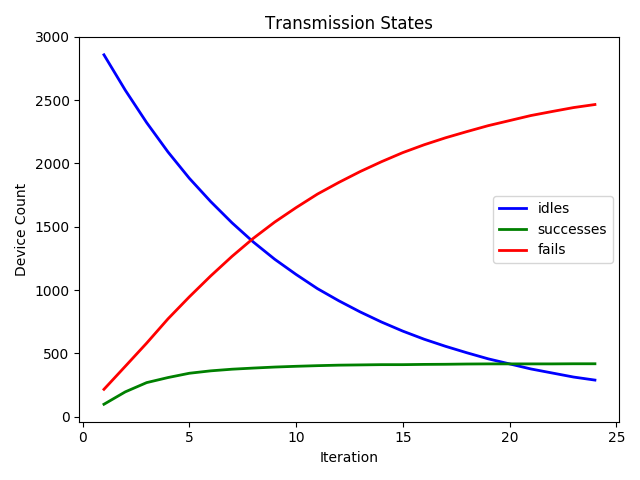 Transmission States
Device Count
3000
2500
2000
1500
1000
500
0
idles
successes
fails
0 5 10 15 20 25
Iteration